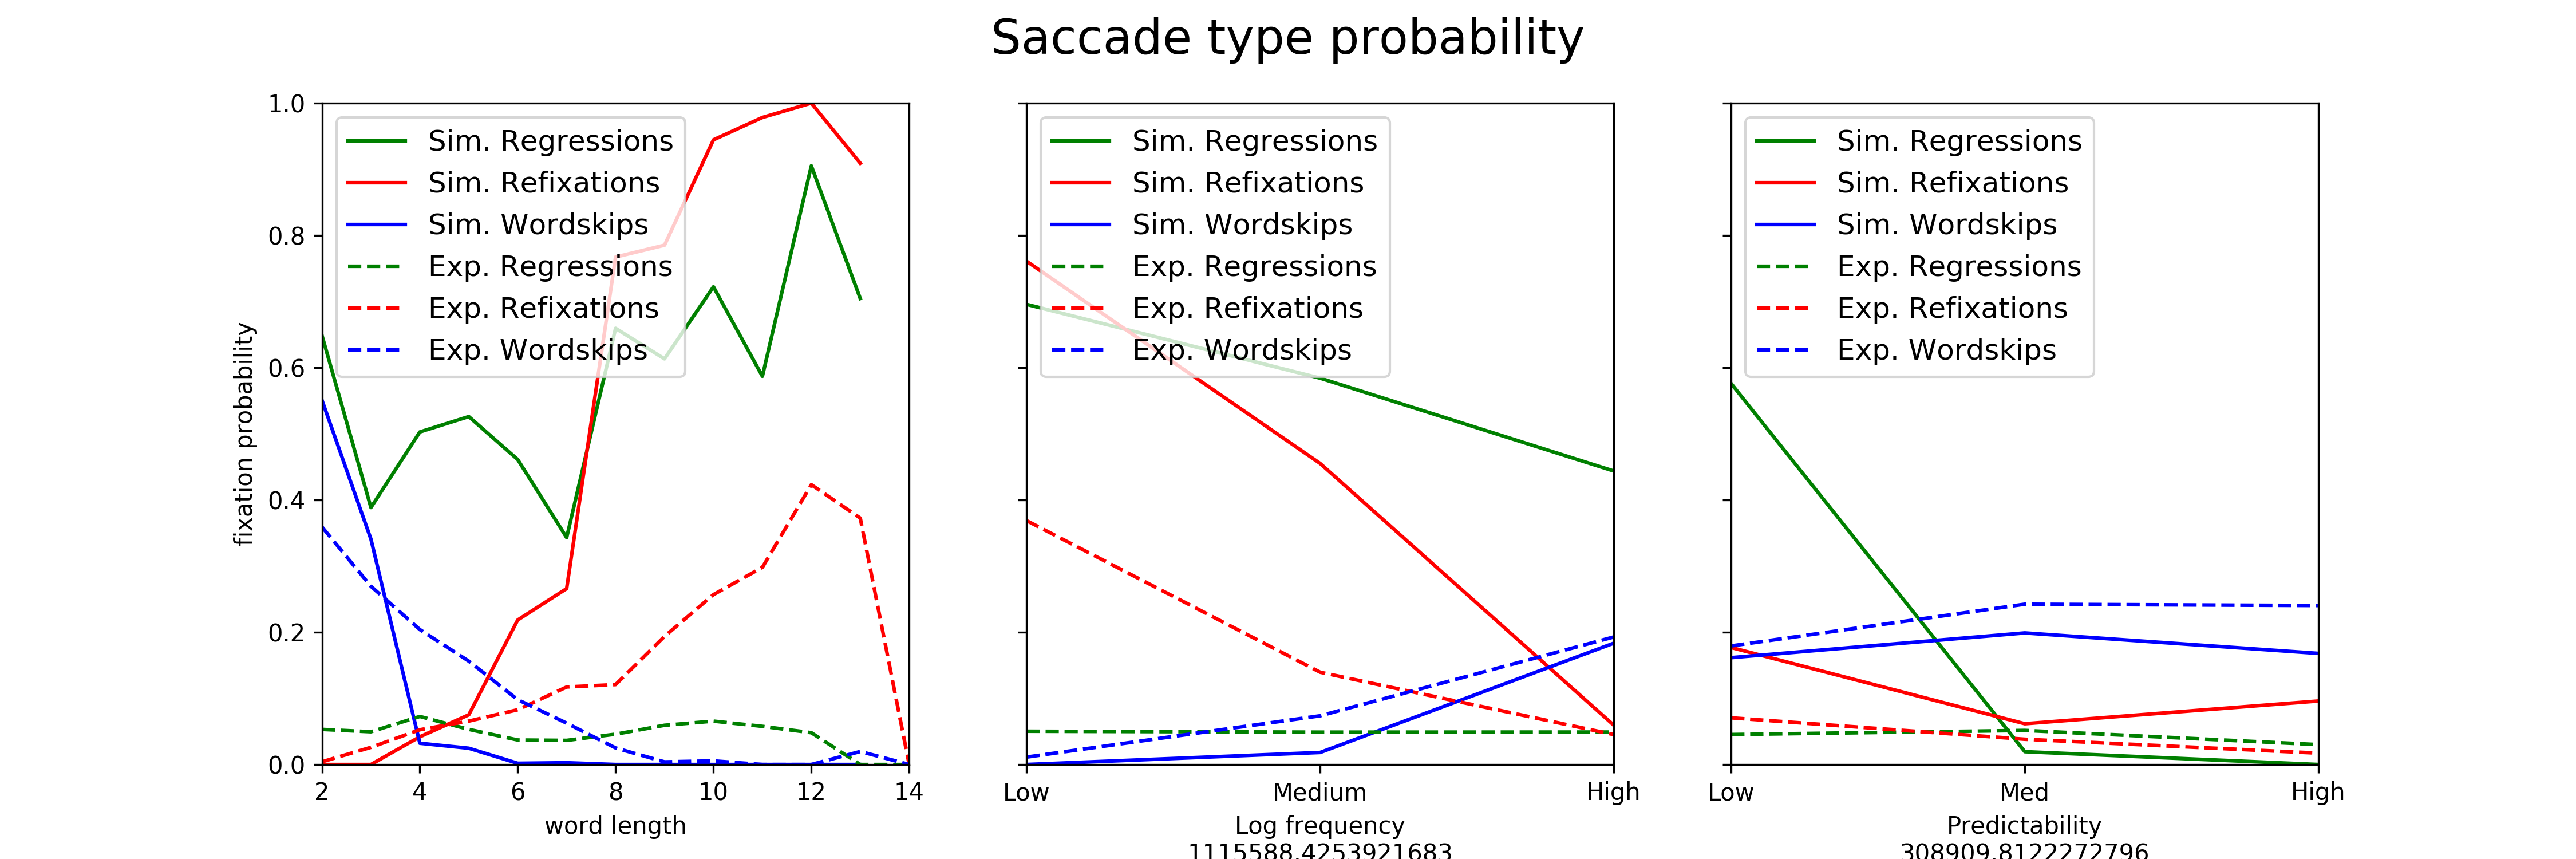 Saccade type probability
fixation probability
1.0
0.8
0.6
0.4
0.2
0.0
Sim. Regressions
Sim. Refixations
Sim. Wordskips
Exp. Regressions
Exp. Refixations
Exp. Wordskips
2 4 6 8 10 12 14
word length
Sim. Regressions
Sim. Refixations
Sim. Wordskips
Exp. Regressions
Exp. Refixations
Exp. Wordskips
Low Medium High
Log frequency
1115588.4253921683
Sim. Regressions
Sim. Refixations
Sim. Wordskips
Exp. Regressions
Exp. Refixations
Exp. Wordskips
Low Med High
Predictability
308909.8122272796